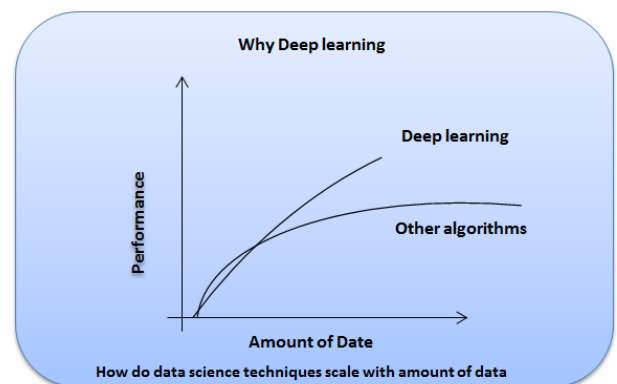 Why Deep learning
Deep learning
Performance
Other algorithms
Amount of Date
How do data science techniques scale with amount of data